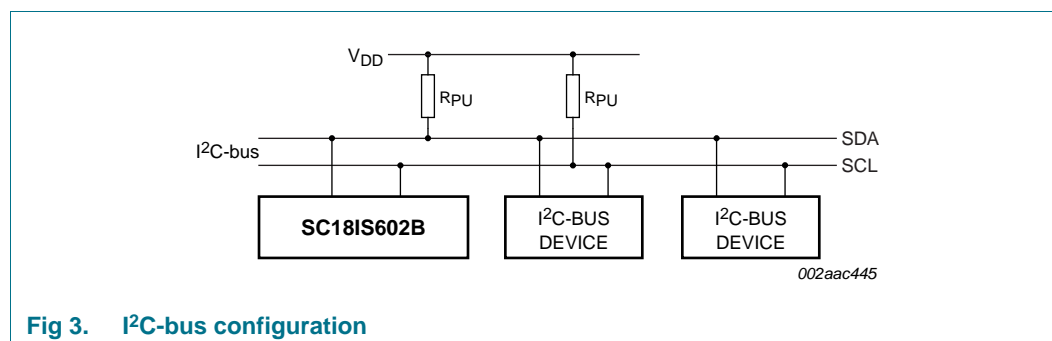 VDD
RPU RPU
SDA
I²C-bus
SCL
SC18IS602B
I²C-BUS
DEVICE
I²C-BUS
DEVICE
002aac445
Fig 3. I²C-bus configuration